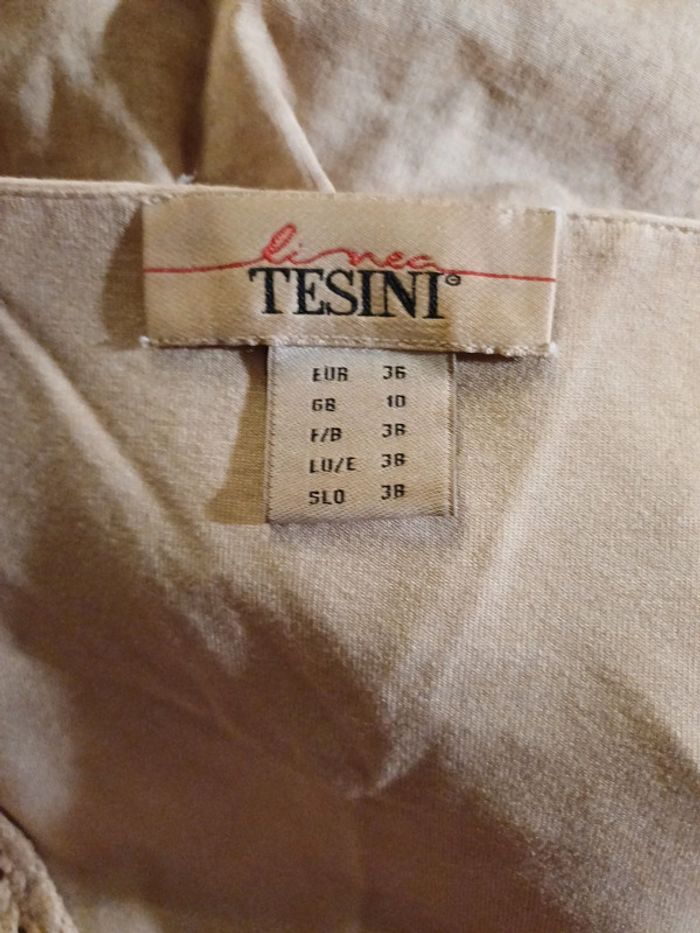 linea
TESINI®
EUR 36
GB 10
F/B 38
LU/E 38
SLO 38